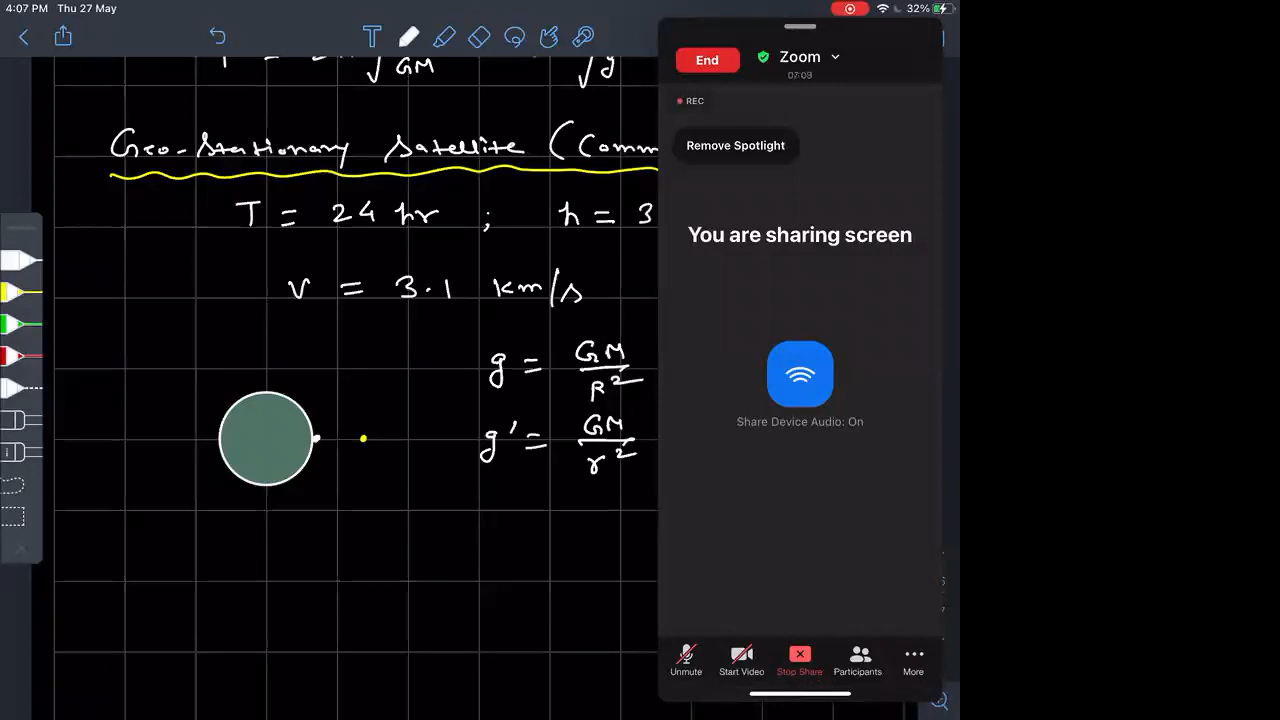 4:07 PM Thu 27 May
32%
√GM
√g
Geo-Stationary Satellite (Comm
T = 24 hr ; h = 3
v = 3.1 km/s
g = GM/R²
g' = GM/r²
End
Zoom
07:09
REC
Remove Spotlight
You are sharing screen
Share Device Audio: On
Unmute Start Video Stop Share Participants More